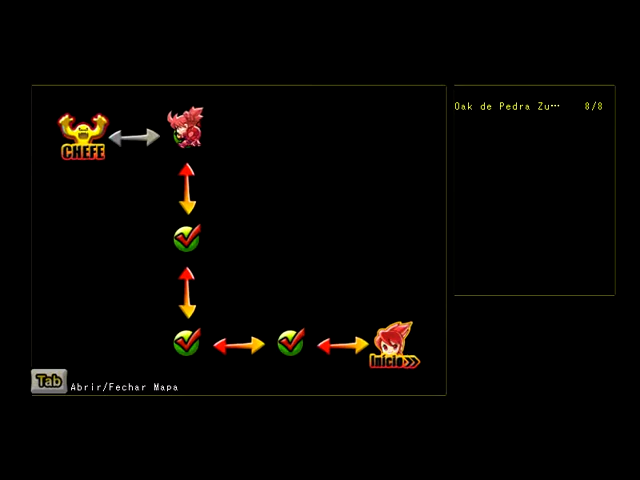 Oak de Pedra Zu… 8/8
CHEFE
Início>>
Tab Abrir/Fechar Mapa